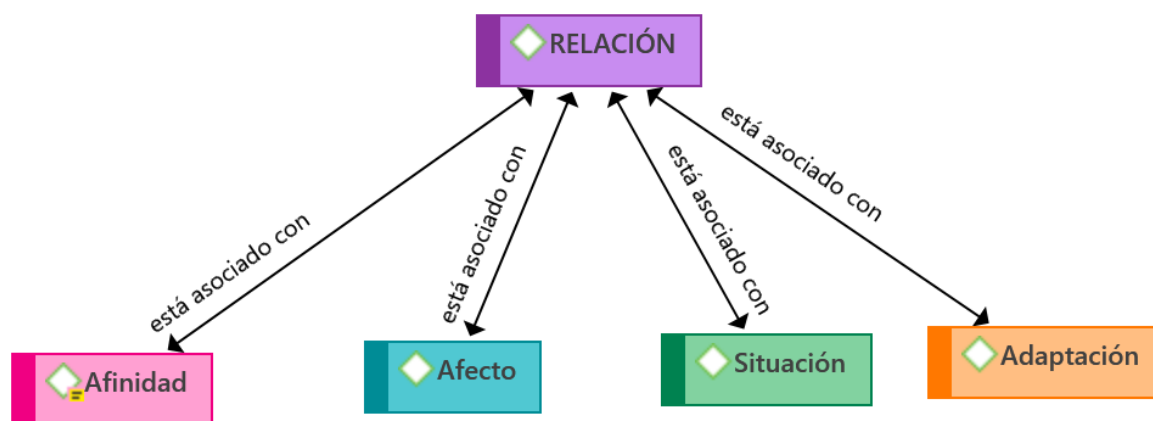 RELACIÓN
está asociado con
está asociado con
está asociado con
está asociado con
Afinidad
Afecto
Situación
Adaptación